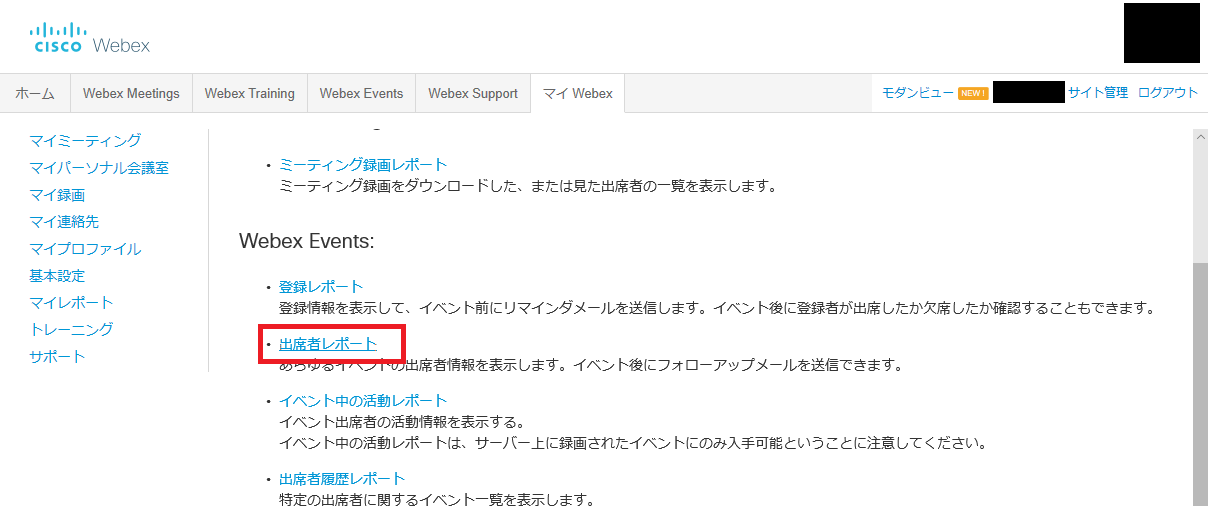 CISCO Webex
ホーム Webex Meetings Webex Training Webex Events Webex Support マイ Webex モダンビュー NEW! サイト管理 ログアウト
マイミーティング
マイパーソナル会議室
マイ録画
マイ連絡先
マイプロファイル
基本設定
マイレポート
トレーニング
サポート
・ミーティング録画レポート
ミーティング録画をダウンロードした、または見た出席者の一覧を表示します。
Webex Events:
・登録レポート
登録情報を表示して、イベント前にリマインダメールを送信します。イベント後に登録者が出席したか欠席したか確認することもできます。
・出席者レポート
あらゆるイベントの出席者情報を表示します。イベント後にフォローアップメールを送信できます。
・イベント中の活動レポート
イベント出席者の活動情報を表示する。
イベント中の活動レポートは、サーバー上に録画されたイベントにのみ入手可能ということに注意してください。
・出席者履歴レポート
特定の出席者に関するイベント一覧を表示します。